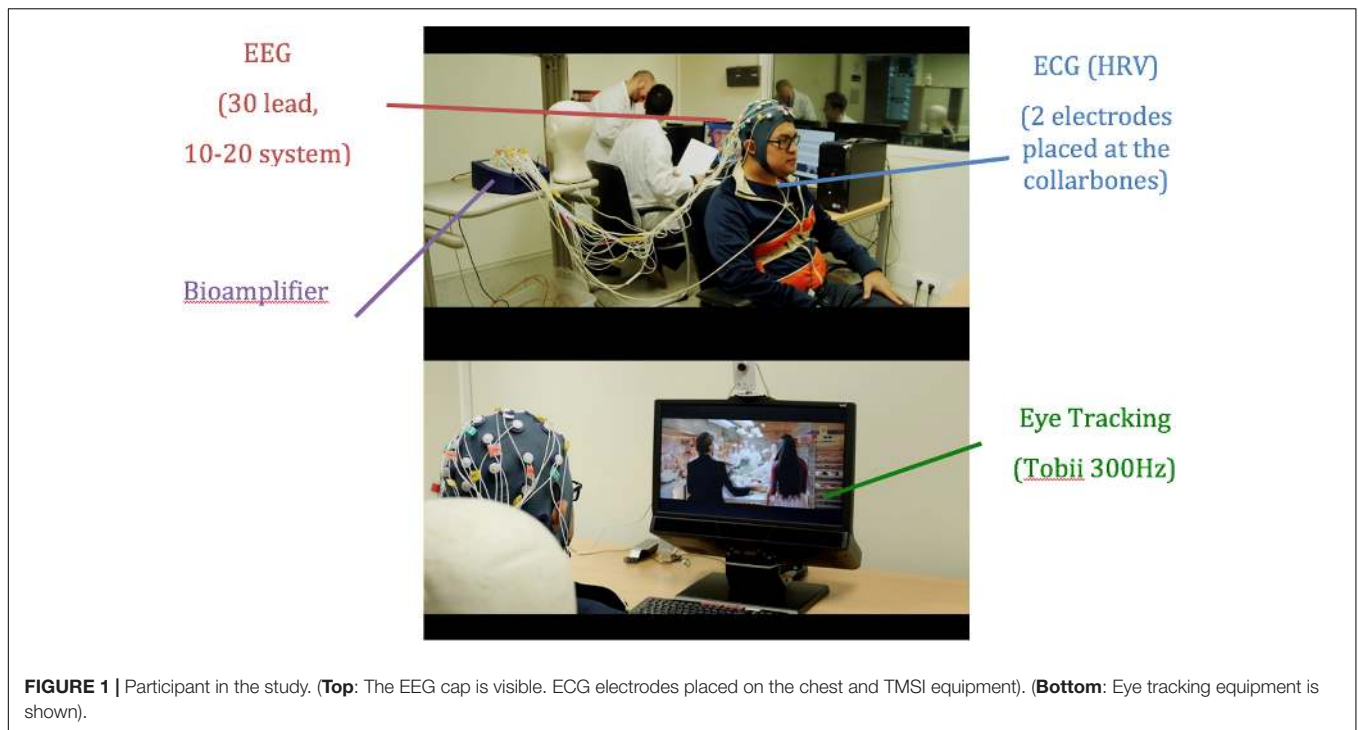 EEG
(30 lead,
10-20 system)
Bioamplifier
ECG (HRV)
(2 electrodes
placed at the
collarbones)
Eye Tracking
(Tobii 300Hz)
FIGURE 1 | Participant in the study. (Top: The EEG cap is visible. ECG electrodes placed on the chest and TMSI equipment). (Bottom: Eye tracking equipment is
shown).